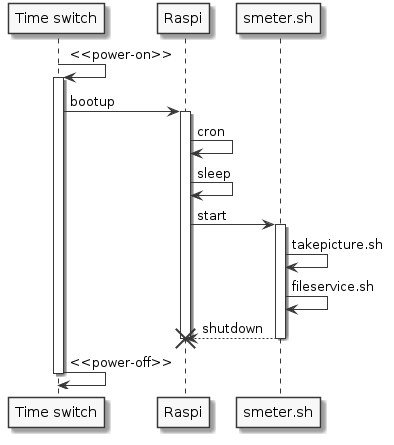 Time switch Raspi smeter.sh
<<power-on>>
bootup
cron
sleep
start
takepicture.sh
fileservice.sh
shutdown
<<power-off>>
Time switch Raspi smeter.sh